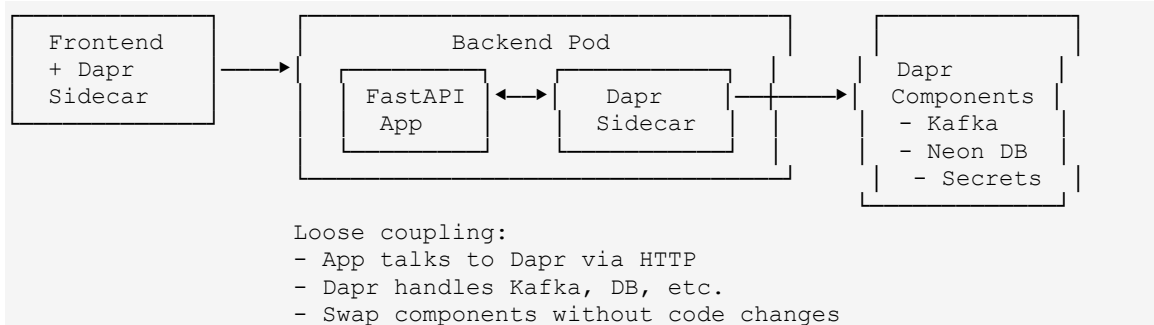 Frontend
+ Dapr
Sidecar
Backend Pod
FastAPI
App
Dapr
Sidecar
Dapr
Components
- Kafka
- Neon DB
- Secrets
Loose coupling:
- App talks to Dapr via HTTP
- Dapr handles Kafka, DB, etc.
- Swap components without code changes